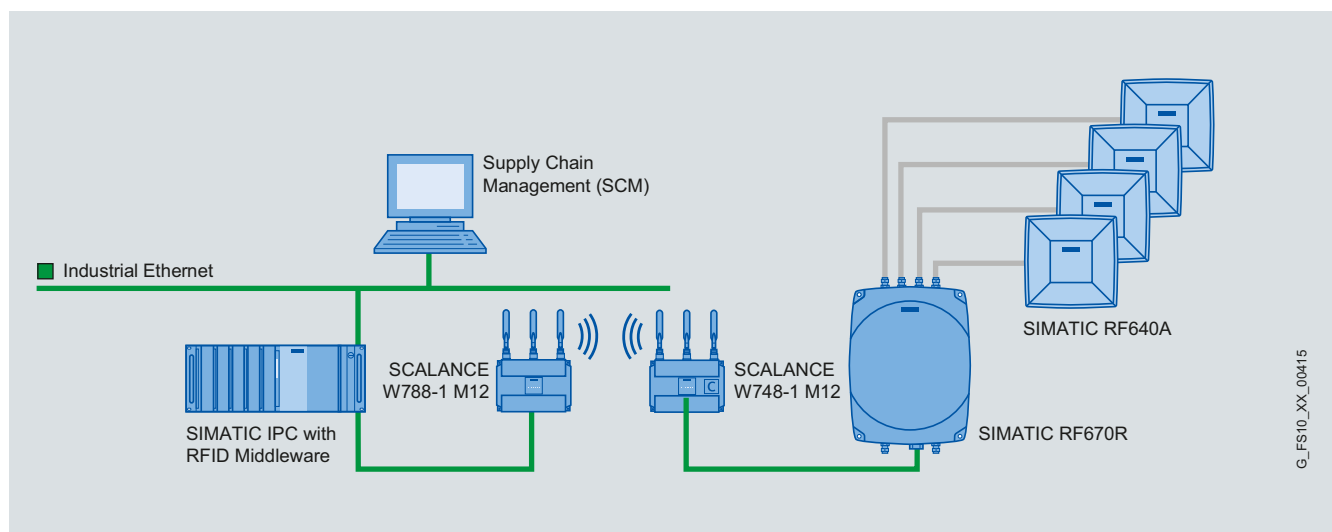 Supply Chain
Management (SCM)
Industrial Ethernet
SCALANCE
W788-1 M12
SCALANCE
W748-1 M12
C
SIMATIC RF640A
SIMATIC IPC with
RFID Middleware
SIMATIC RF670R
G_FS10_XX_00415